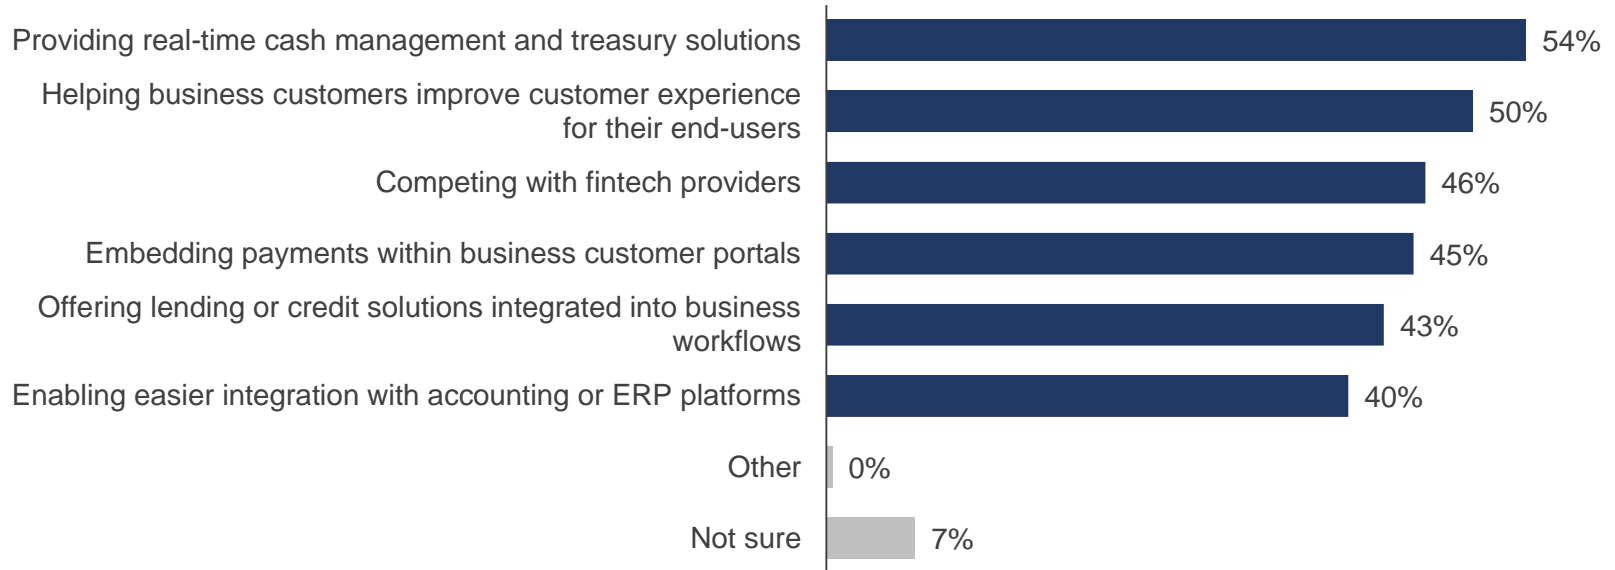 Providing real-time cash management and treasury solutions 54%
Helping business customers improve customer experience
for their end-users 50%
Competing with fintech providers 46%
Embedding payments within business customer portals 45%
Offering lending or credit solutions integrated into business
workflows 43%
Enabling easier integration with accounting or ERP platforms 40%
Other 0%
Not sure 7%